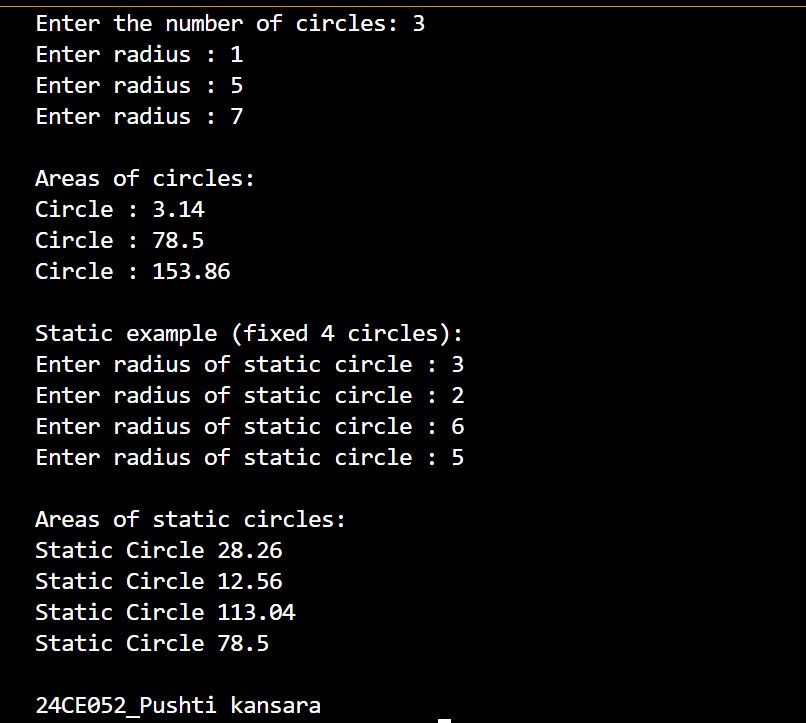 Enter the number of circles: 3
Enter radius : 1
Enter radius : 5
Enter radius : 7
Areas of circles:
Circle : 3.14
Circle : 78.5
Circle : 153.86
Static example (fixed 4 circles):
Enter radius of static circle : 3
Enter radius of static circle : 2
Enter radius of static circle : 6
Enter radius of static circle : 5
Areas of static circles:
Static Circle 28.26
Static Circle 12.56
Static Circle 113.04
Static Circle 78.5
24CE052_Pushti kansara